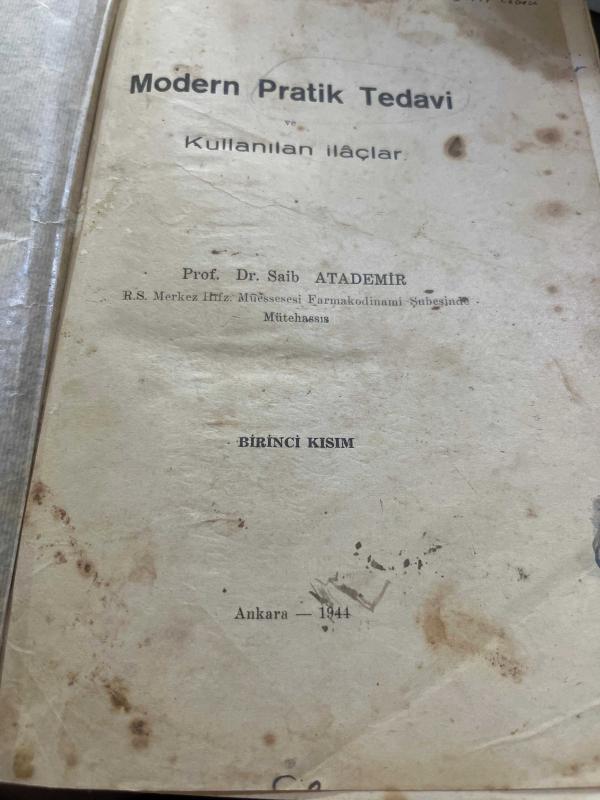 Modern Pratik Tedavi
ve
Kullanılan ilâçlar
Prof. Dr. Saib ATADEMİR
R.S. Merkez Hıfz. Müessesesi Farmakodinami Şubesinde
Mütehassıs
BİRİNCİ KISIM
Ankara — 1944